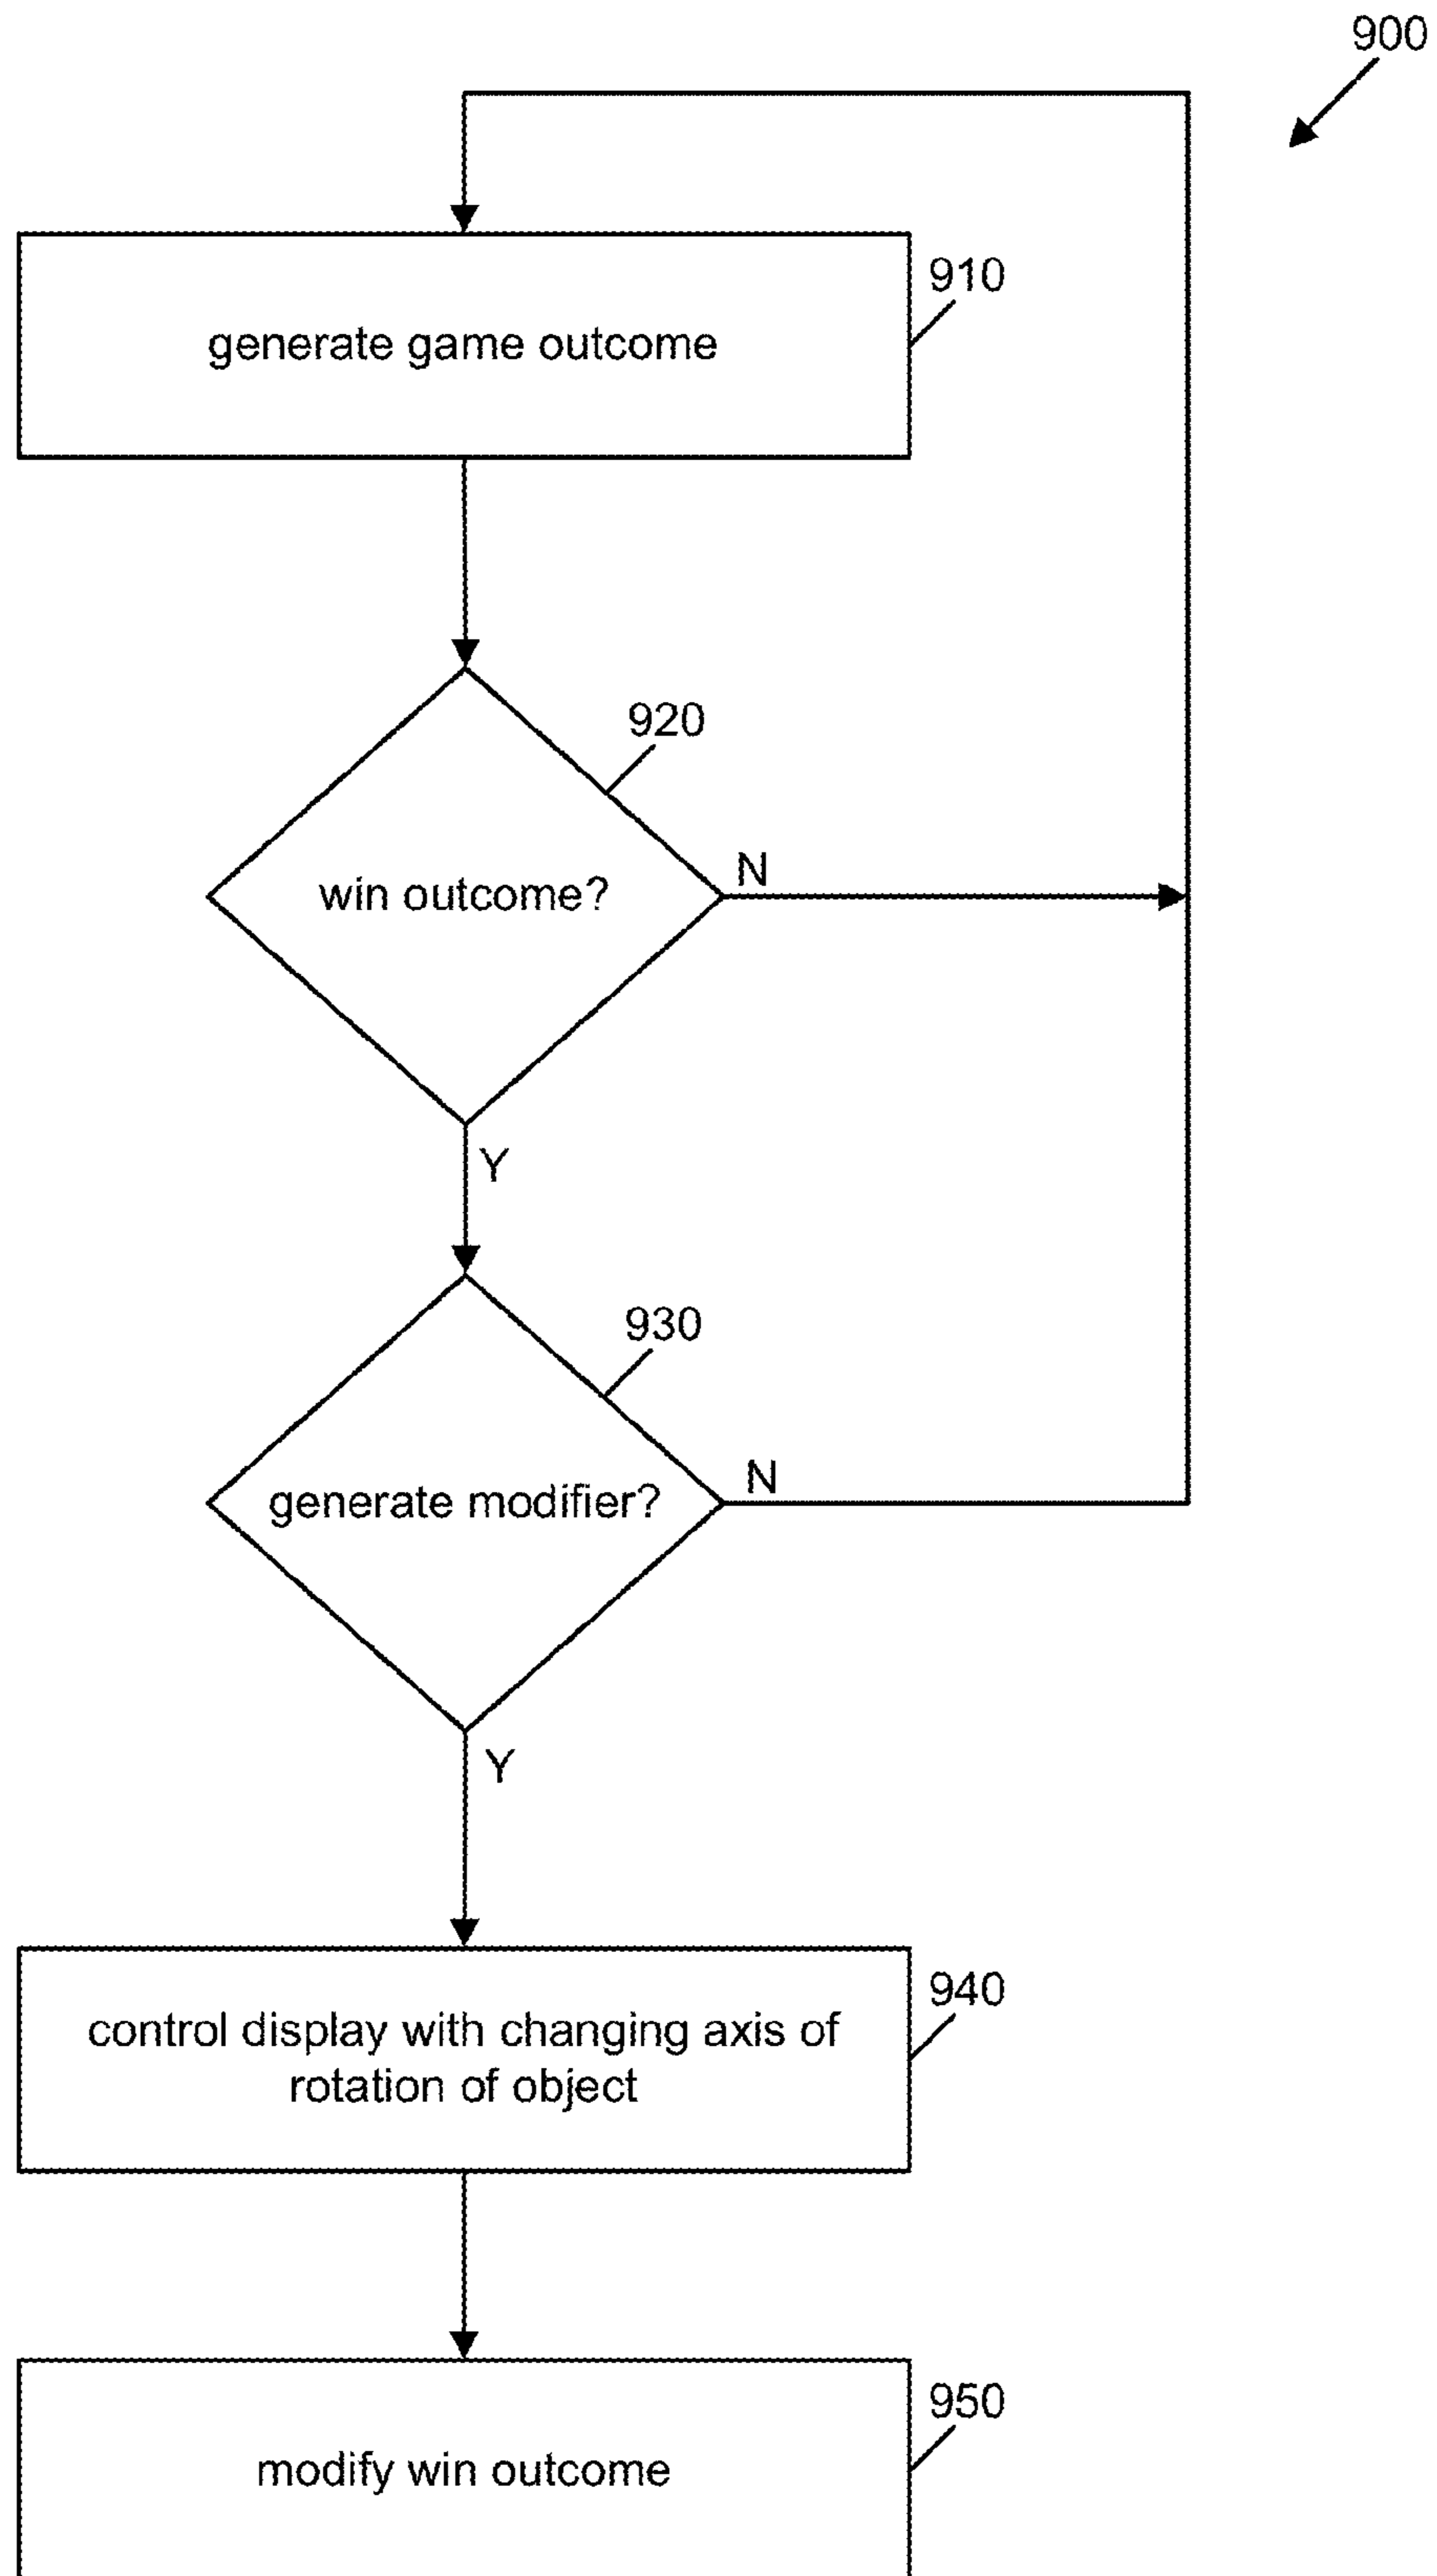 900
910
generate game outcome
920
win outcome?
N
Y
930
generate modifier?
N
Y
940
control display with changing axis of
rotation of object
950
modify win outcome